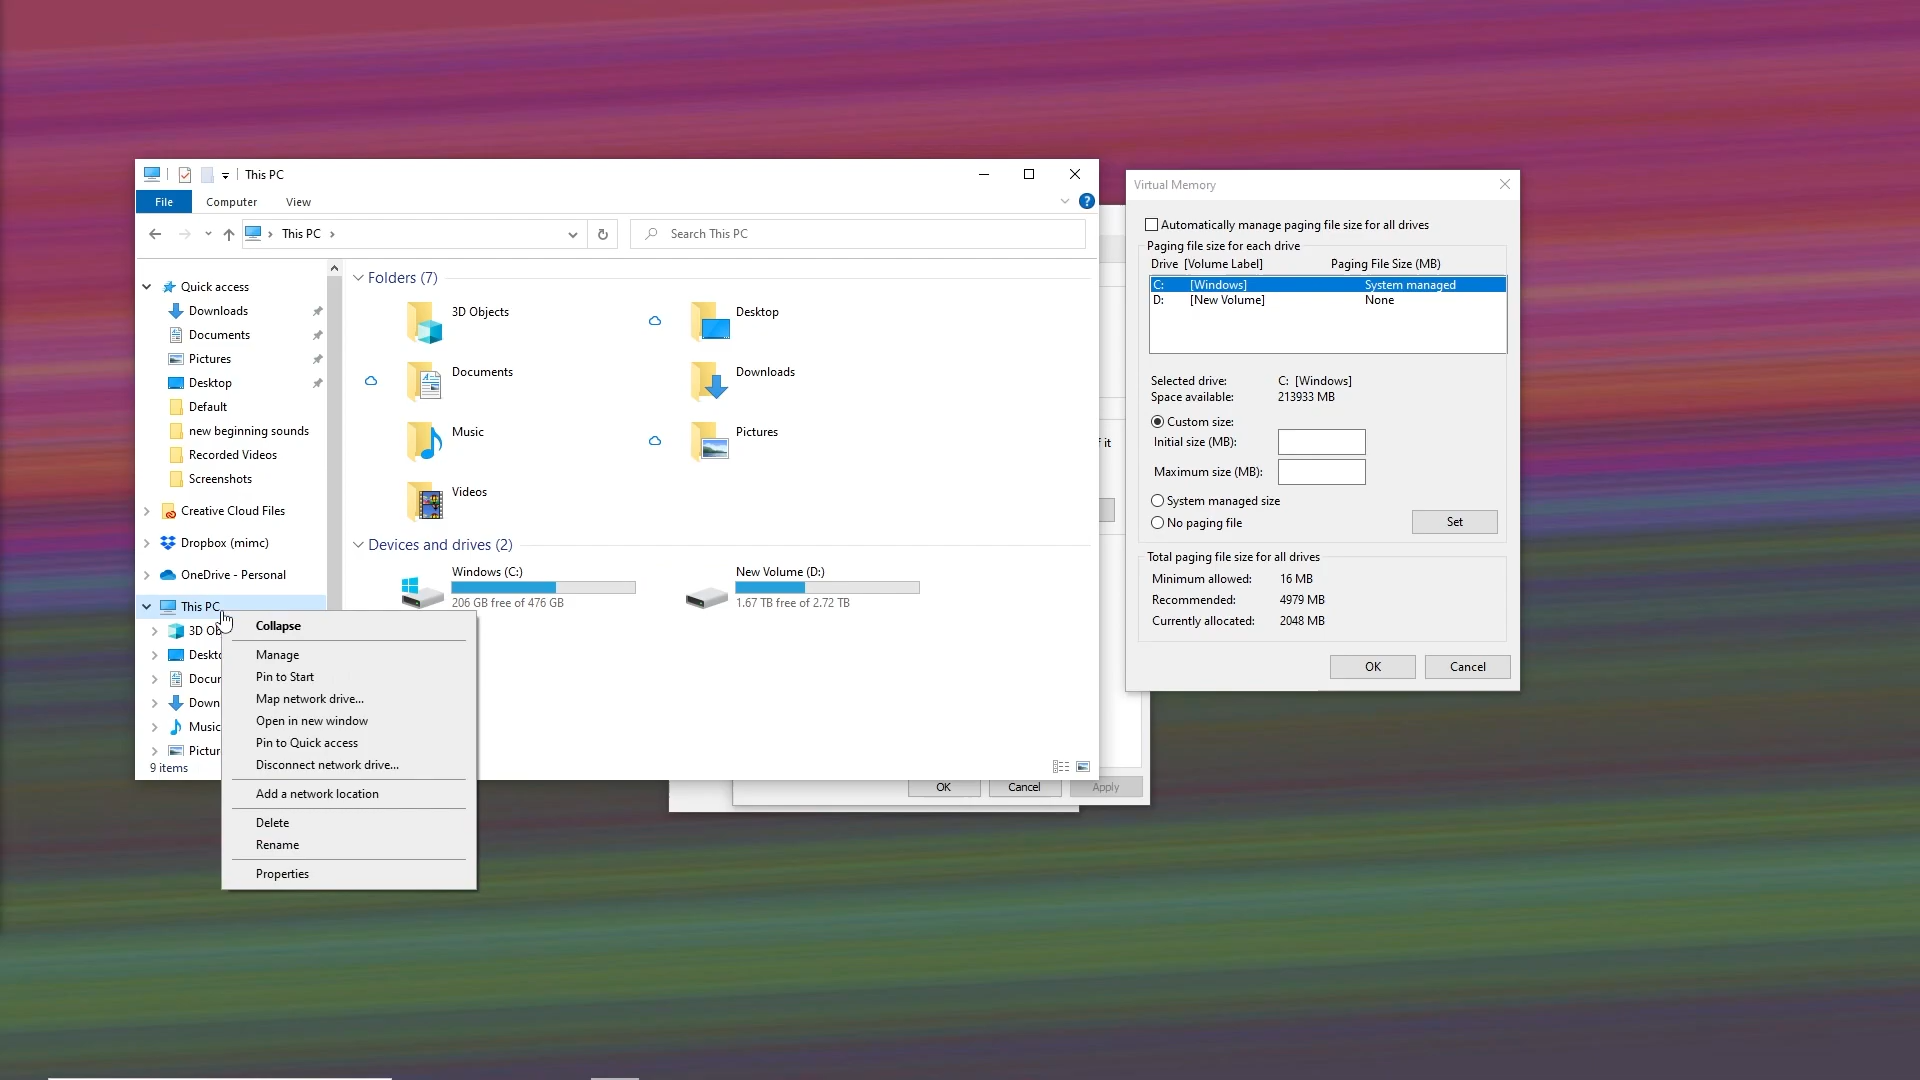 This PC
File
Computer
View
This PC
Search This PC
Quick access
Downloads
Documents
Pictures
Desktop
Default
new beginning sounds
Recorded Videos
Screenshots
Creative Cloud Files
Dropbox (mimc)
OneDrive - Personal
This PC
3D Ob
Deskto
Docur
Down
Music
Pictur
9 items
Folders (7)
3D Objects
Desktop
Documents
Downloads
Music
Pictures
Videos
Devices and drives (2)
Windows (C:)
206 GB free of 476 GB
New Volume (D:)
1.67 TB free of 2.72 TB
Collapse
Manage
Pin to Start
Map network drive...
Open in new window
Pin to Quick access
Disconnect network drive...
Add a network location
Delete
Rename
Properties
f it
OK
Cancel
Apply
Virtual Memory
Automatically manage paging file size for all drives
Paging file size for each drive
Drive [Volume Label] Paging File Size (MB)
C: [Windows] System managed
D: [New Volume] None
Selected drive: C: [Windows]
Space available: 213933 MB
Custom size:
Initial size (MB):
Maximum size (MB):
System managed size
No paging file
Set
Total paging file size for all drives
Minimum allowed: 16 MB
Recommended: 4979 MB
Currently allocated: 2048 MB
OK
Cancel